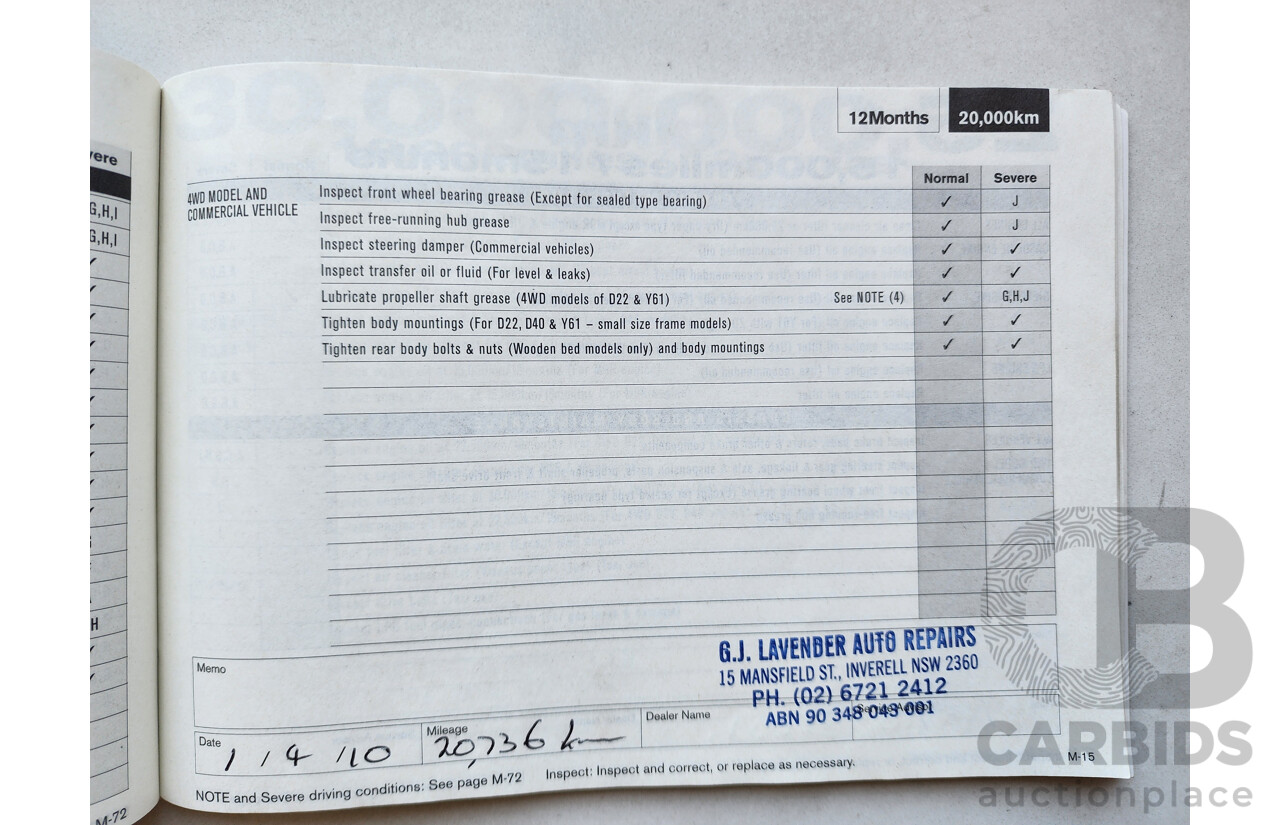 12Months 20,000km
Normal Severe
4WD MODEL AND
COMMERCIAL VEHICLE
Inspect front wheel bearing grease (Except for sealed type bearing) ✓ J
Inspect free-running hub grease ✓ J
Inspect steering damper (Commercial vehicles) ✓ ✓
Inspect transfer oil or fluid (For level & leaks) ✓ ✓
Lubricate propeller shaft grease (4WD models of D22 & Y61) See NOTE (4) ✓ G,H,J
Tighten body mountings (For D22, D40 & Y61 – small size frame models) ✓ ✓
Tighten rear body bolts & nuts (Wooden bed models only) and body mountings ✓ ✓
Memo
G.J. LAVENDER AUTO REPAIRS
15 MANSFIELD ST., INVERELL NSW 2360
PH. (02) 6721 2412
ABN 90 348 043 001
Date 1 / 4 / 10
Mileage 20,736 km
Dealer Name
Service Advisor
NOTE and Severe driving conditions: See page M-72 Inspect: Inspect and correct, or replace as necessary.
M-15
vere
G,H,I
G,H,I
H
M-72
CB
CARBIDS
auctionplace